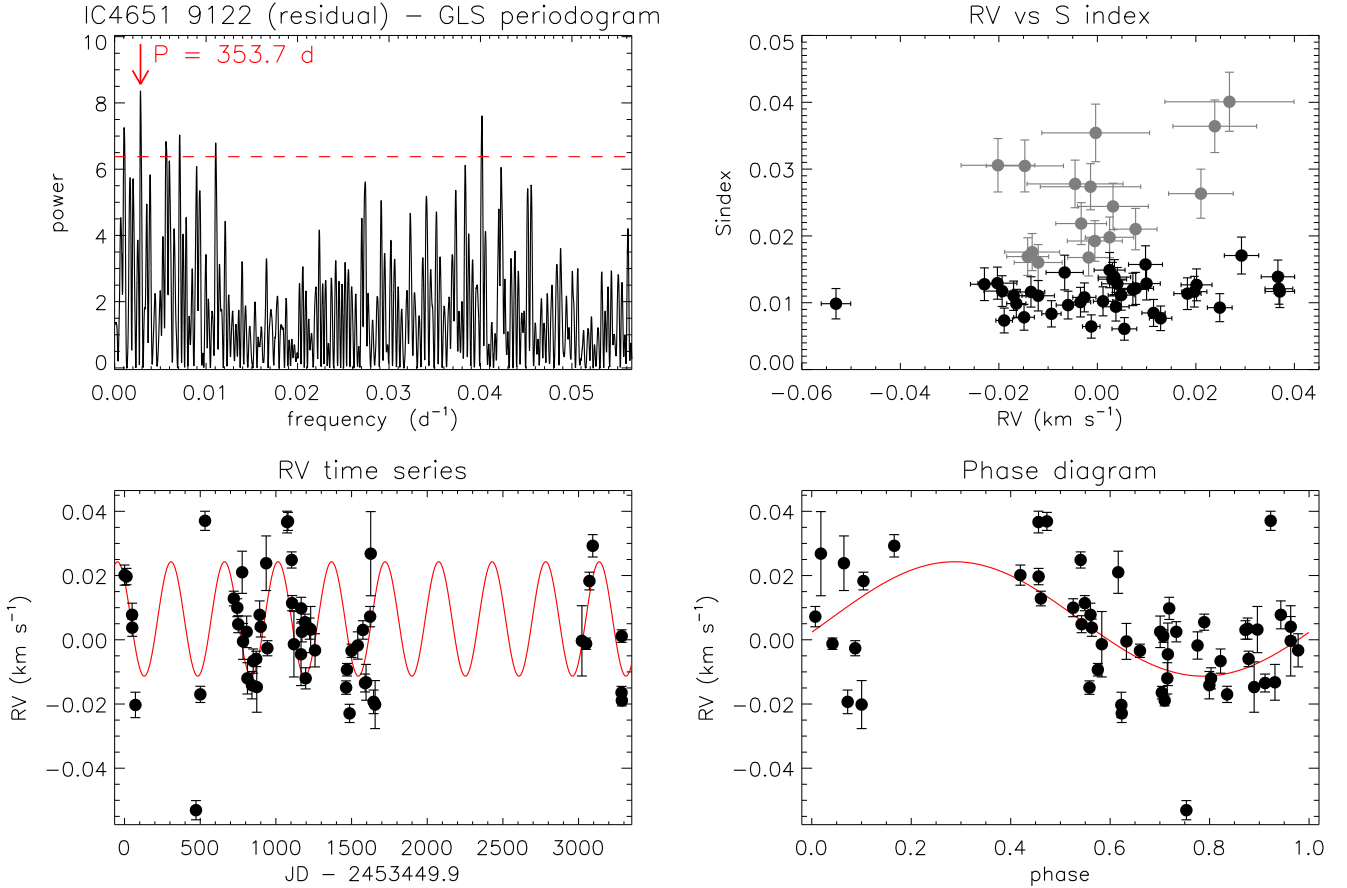 IC4651 9122 (residual) − GLS periodogram
P = 353.7 d
power
10
8
6
4
2
0
0.00 0.01 0.02 0.03 0.04 0.05
frequency (d⁻¹)
RV vs S index
Sindex
0.05
0.04
0.03
0.02
0.01
0.00
−0.06 −0.04 −0.02 0.00 0.02 0.04
RV (km s⁻¹)
RV time series
RV (km s⁻¹)
0.04
0.02
0.00
−0.02
−0.04
0 500 1000 1500 2000 2500 3000
JD − 2453449.9
Phase diagram
RV (km s⁻¹)
0.04
0.02
0.00
−0.02
−0.04
0.0 0.2 0.4 0.6 0.8 1.0
phase